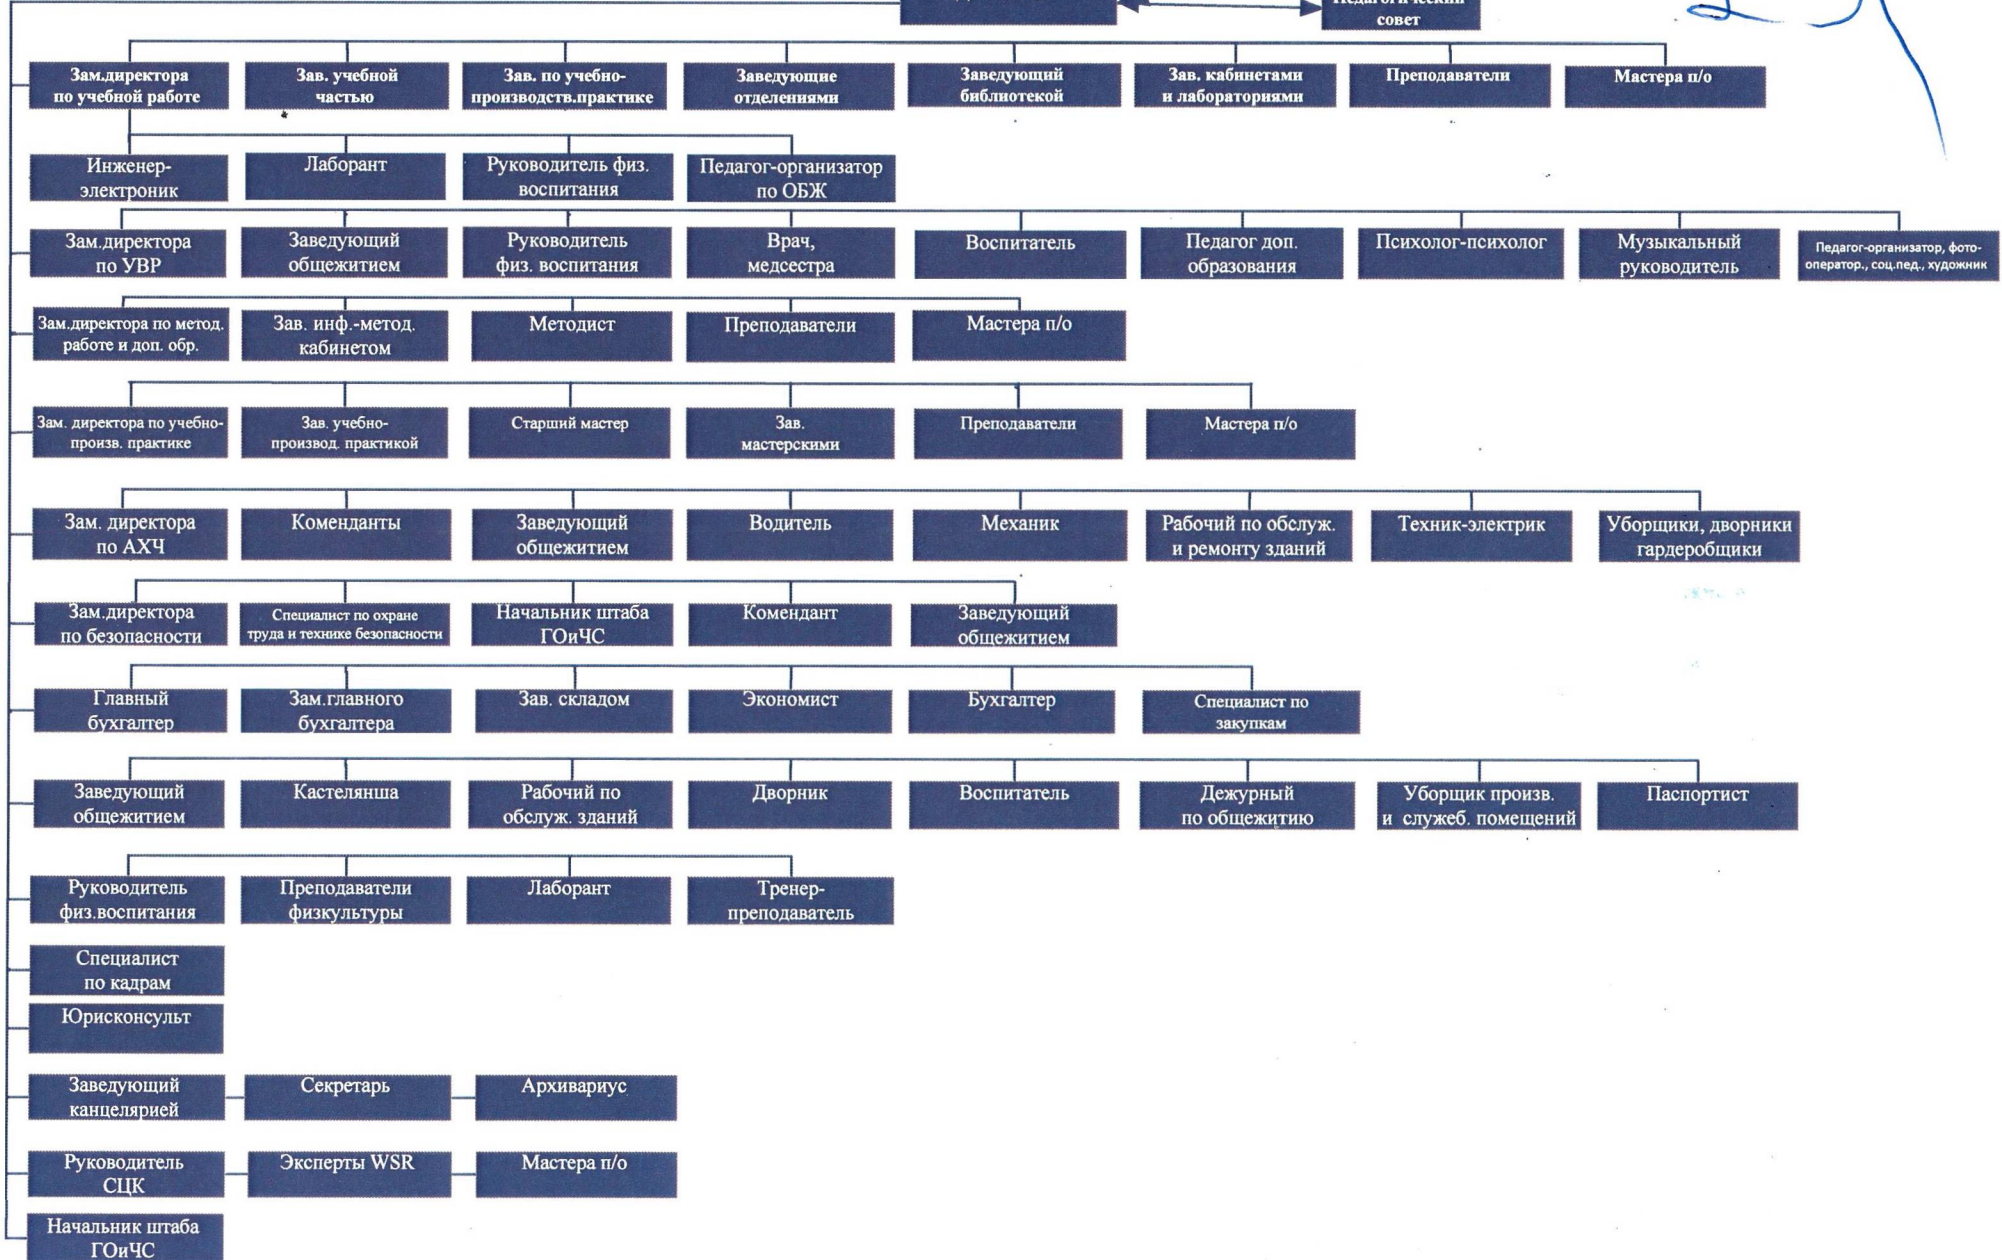 Педагогический
совет
Зам.директора
по учебной работе
Зав. учебной
частью
Зав. по учебно-
производств.практике
Заведующие
отделениями
Заведующий
библиотекой
Зав. кабинетами
и лабораториями
Преподаватели
Мастера п/о
Инженер-
электроник
Лаборант
Руководитель физ.
воспитания
Педагог-организатор
по ОБЖ
Зам.директора
по УВР
Заведующий
общежитием
Руководитель
физ. воспитания
Врач,
медсестра
Воспитатель
Педагог доп.
образования
Психолог-психолог
Музыкальный
руководитель
Педагог-организатор, фото-
оператор., соц.пед., художник
Зам.директора по метод.
работе и доп. обр.
Зав. инф.-метод.
кабинетом
Методист
Преподаватели
Мастера п/о
Зам. директора по учебно-
произв. практике
Зав. учебно-
производ. практикой
Старший мастер
Зав.
мастерскими
Преподаватели
Мастера п/о
Зам. директора
по АХЧ
Коменданты
Заведующий
общежитием
Водитель
Механик
Рабочий по обслуж.
и ремонту зданий
Техник-электрик
Уборщики, дворники
гардеробщики
Зам.директора
по безопасности
Специалист по охране
труда и технике безопасности
Начальник штаба
ГОиЧС
Комендант
Заведующий
общежитием
Главный
бухгалтер
Зам.главного
бухгалтера
Зав. складом
Экономист
Бухгалтер
Специалист по
закупкам
Заведующий
общежитием
Кастелянша
Рабочий по
обслуж. зданий
Дворник
Воспитатель
Дежурный
по общежитию
Уборщик произв.
и служеб. помещений
Паспортист
Руководитель
физ.воспитания
Преподаватели
физкультуры
Лаборант
Тренер-
преподаватель
Специалист
по кадрам
Юрисконсульт
Заведующий
канцелярией
Секретарь
Архивариус
Руководитель
СЦК
Эксперты WSR
Мастера п/о
Начальник штаба
ГОиЧС